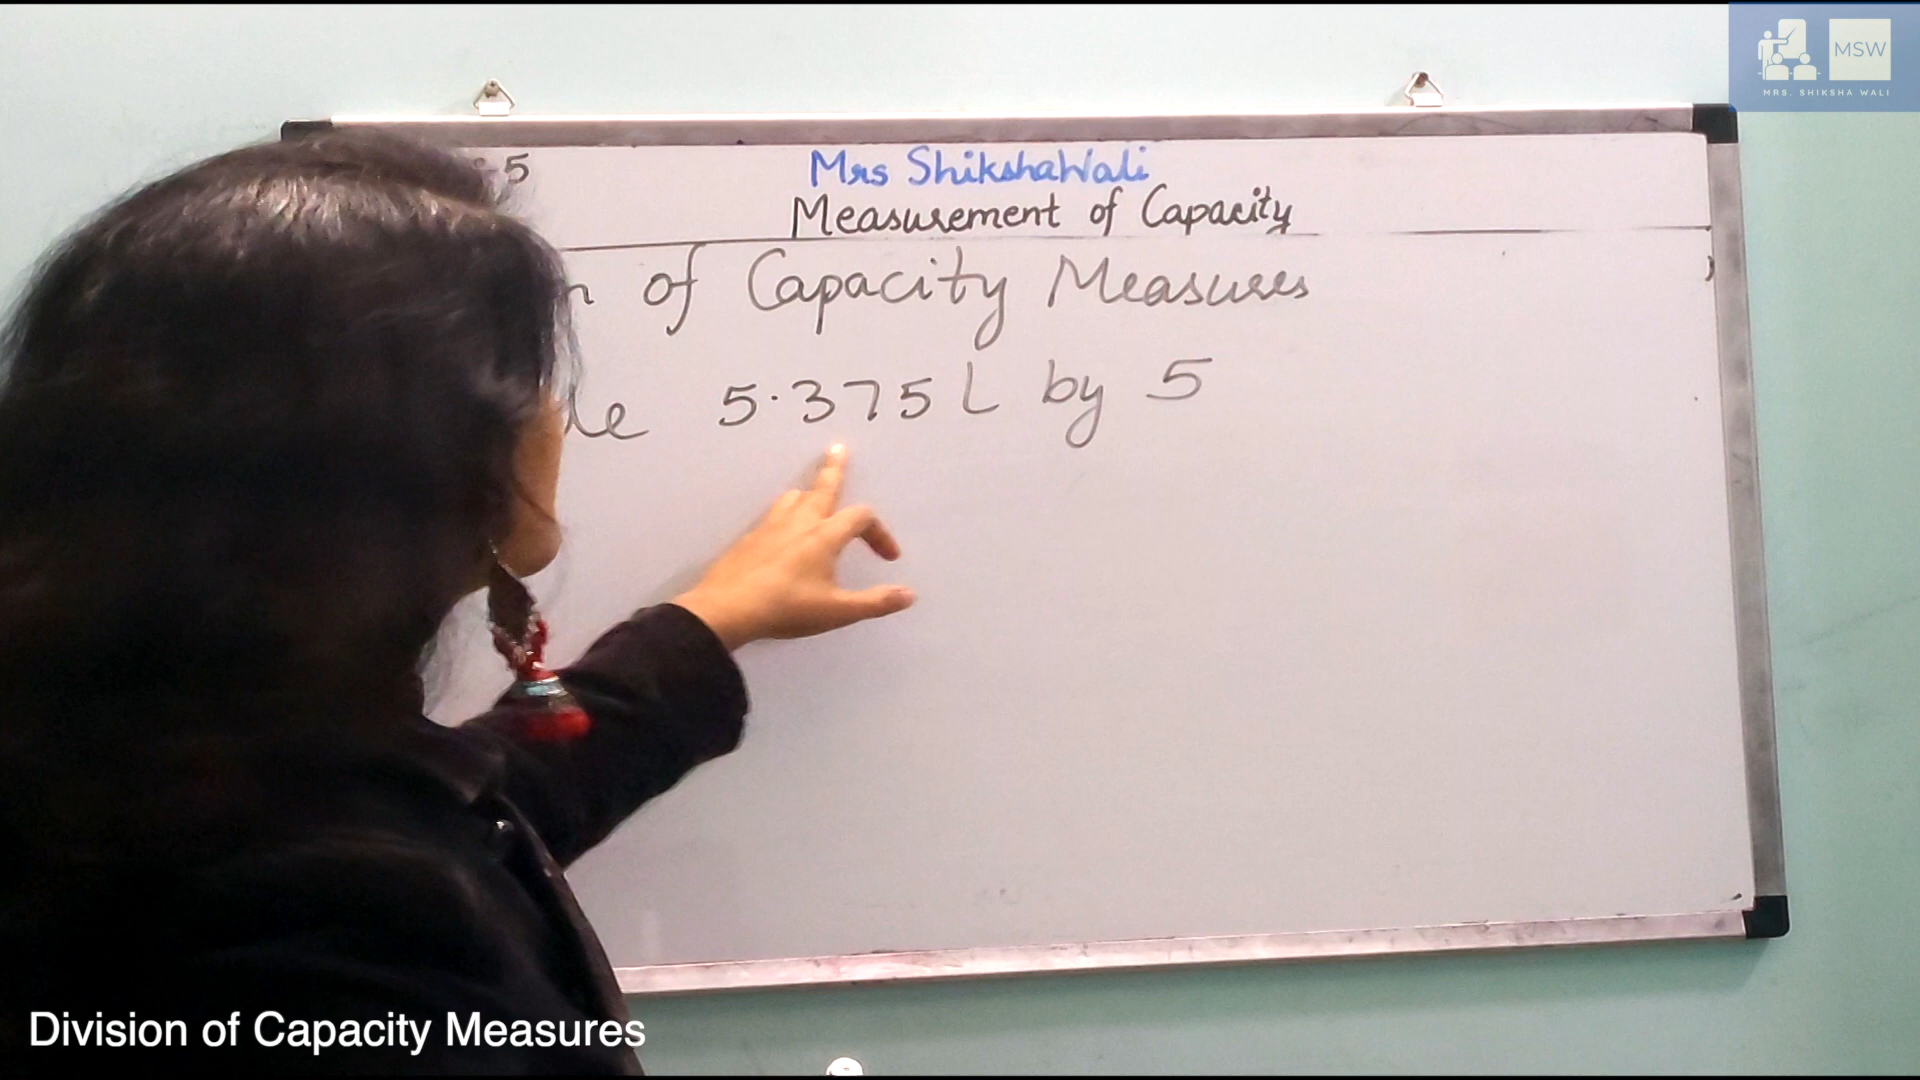 MSW
MRS. SHIKSHA WALI
5
Mrs ShikshaWali
Measurement of Capacity
of Capacity Measures
5.375 L by 5
Division of Capacity Measures